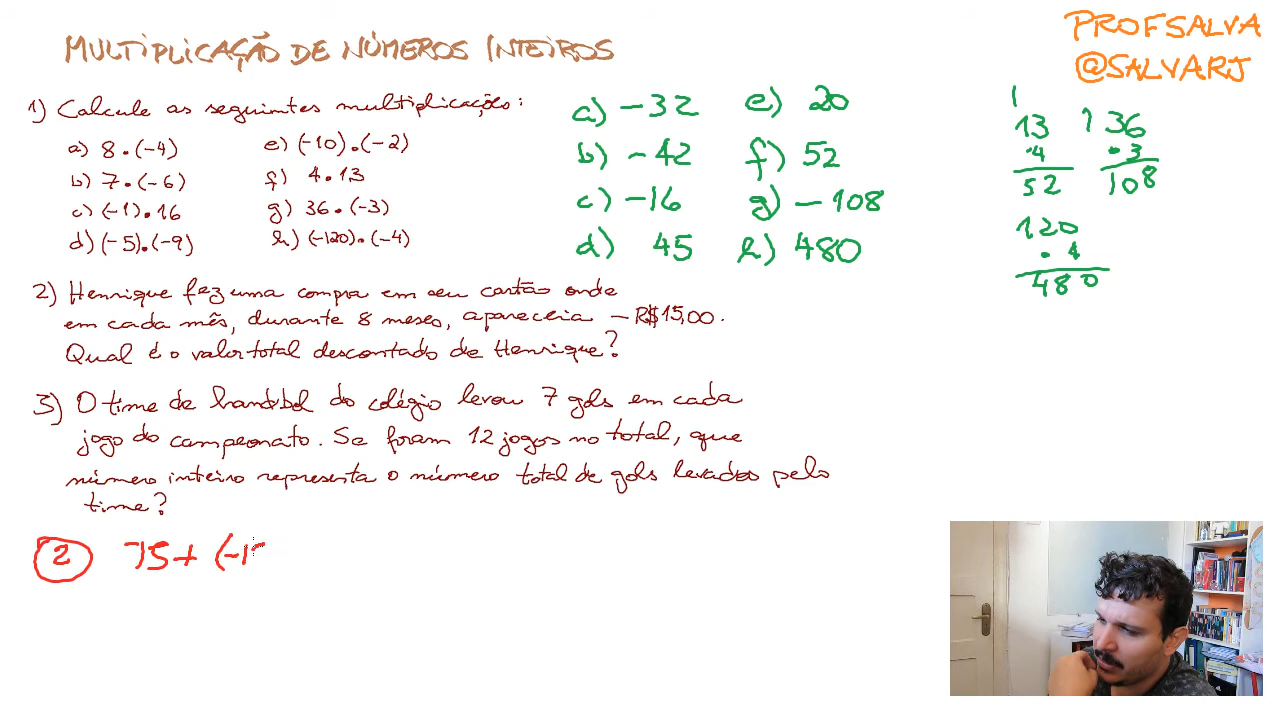 MULTIPLICAÇÃO DE NÚMEROS INTEIROS
PROFSALVA
@SALVARJ
1) Calcule as seguintes multiplicações:
a) 8 • (-4)
e) (-10) • (-2)
b) 7 • (-6)
f) 4 • 13
c) (-1) • 16
g) 36 • (-3)
d) (-5) • (-9)
h) (-120) • (-4)
a) -32
e) 20
b) -42
f) 52
c) -16
g) -108
d) 45
h) 480
1
13
• 4
52
1 36
• 3
108
120
• 4
480
2) Henrique fez uma compra em seu cartão onde
em cada mês, durante 8 meses, apareceia -R$15,00.
Qual é o valor total descontado de Henrique?
3) O time de handebol do colégio levou 7 gols em cada
jogo do campeonato. Se foram 12 jogos no total, que
número inteiro representa o número total de gols levados pelo
time?
2 75+ (-15